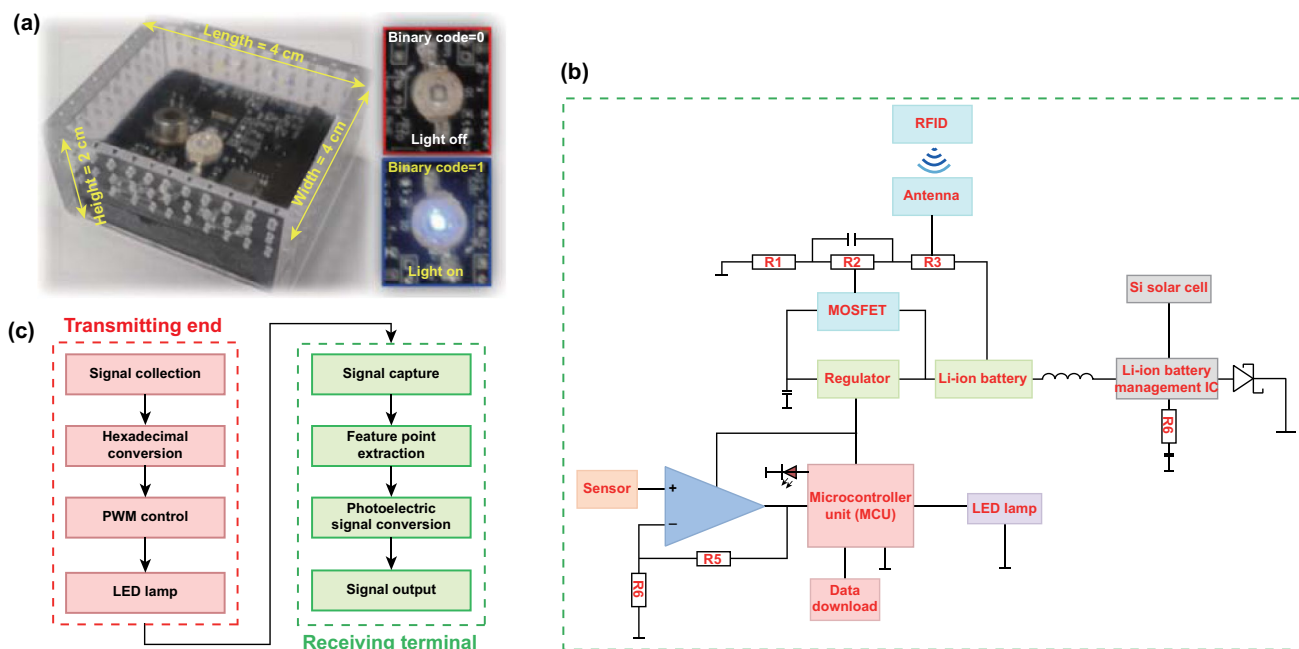 (a)
Length = 4 cm
Width = 4 cm
Height = 2 cm
Binary code=0
Light off
Binary code=1
Light on
(b)
RFID
Antenna
R1
R2
R3
MOSFET
Si solar cell
Regulator
Li-ion battery
Li-ion battery
management IC
R6
Sensor
+
−
Microcontroller
unit (MCU)
LED lamp
R5
R6
Data
download
(c)
Transmitting end
Signal collection
Hexadecimal
conversion
PWM control
LED lamp
Signal capture
Feature point
extraction
Photoelectric
signal conversion
Signal output
Receiving terminal